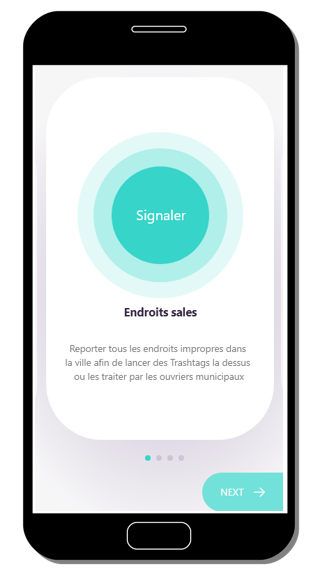 Signaler
Endroits sales
Reporter tous les endroits impropres dans
la ville afin de lancer des Trashtags la dessus
ou les traiter par les ouvriers municipaux
NEXT